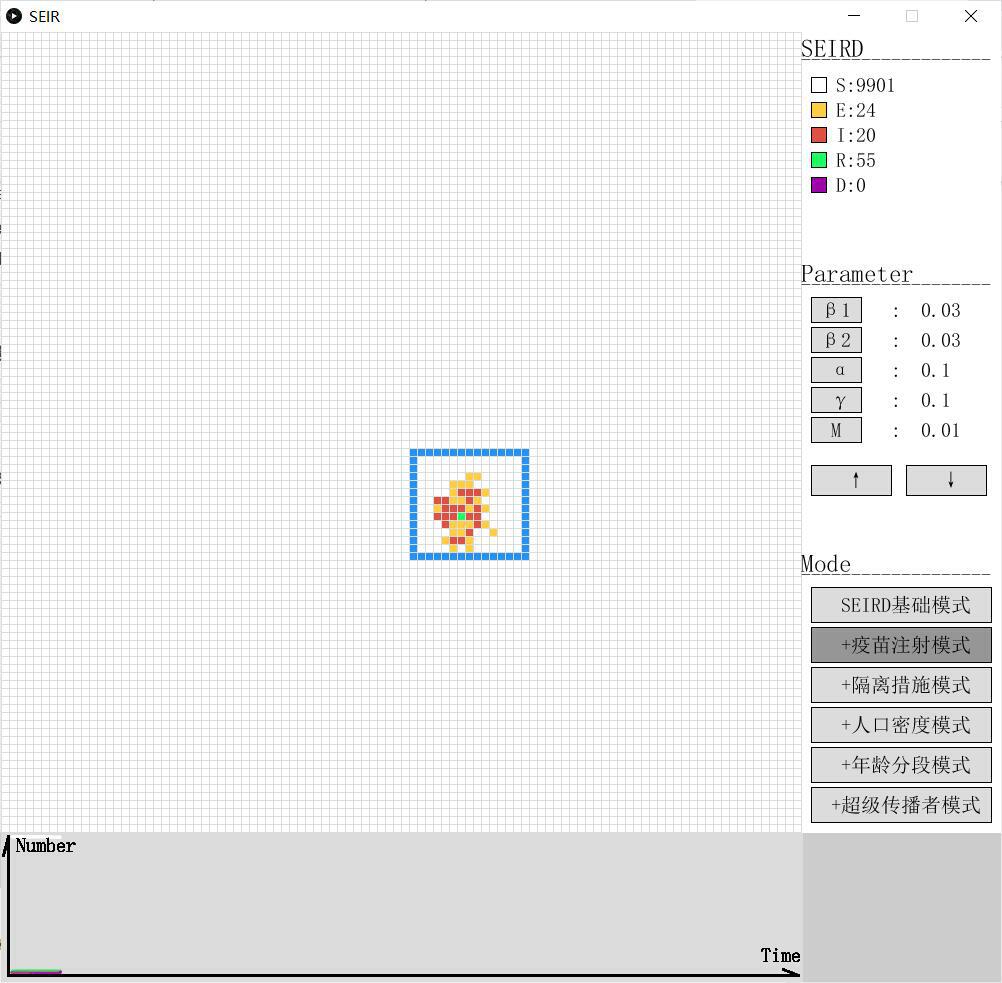 SEIR
SEIRD
S:9901
E:24
I:20
R:55
D:0
Parameter
β1 : 0.03
β2 : 0.03
α : 0.1
γ : 0.1
M : 0.01
↑ ↓
Mode
SEIRD基础模式
+疫苗注射模式
+隔离措施模式
+人口密度模式
+年龄分段模式
+超级传播者模式
Number
Time